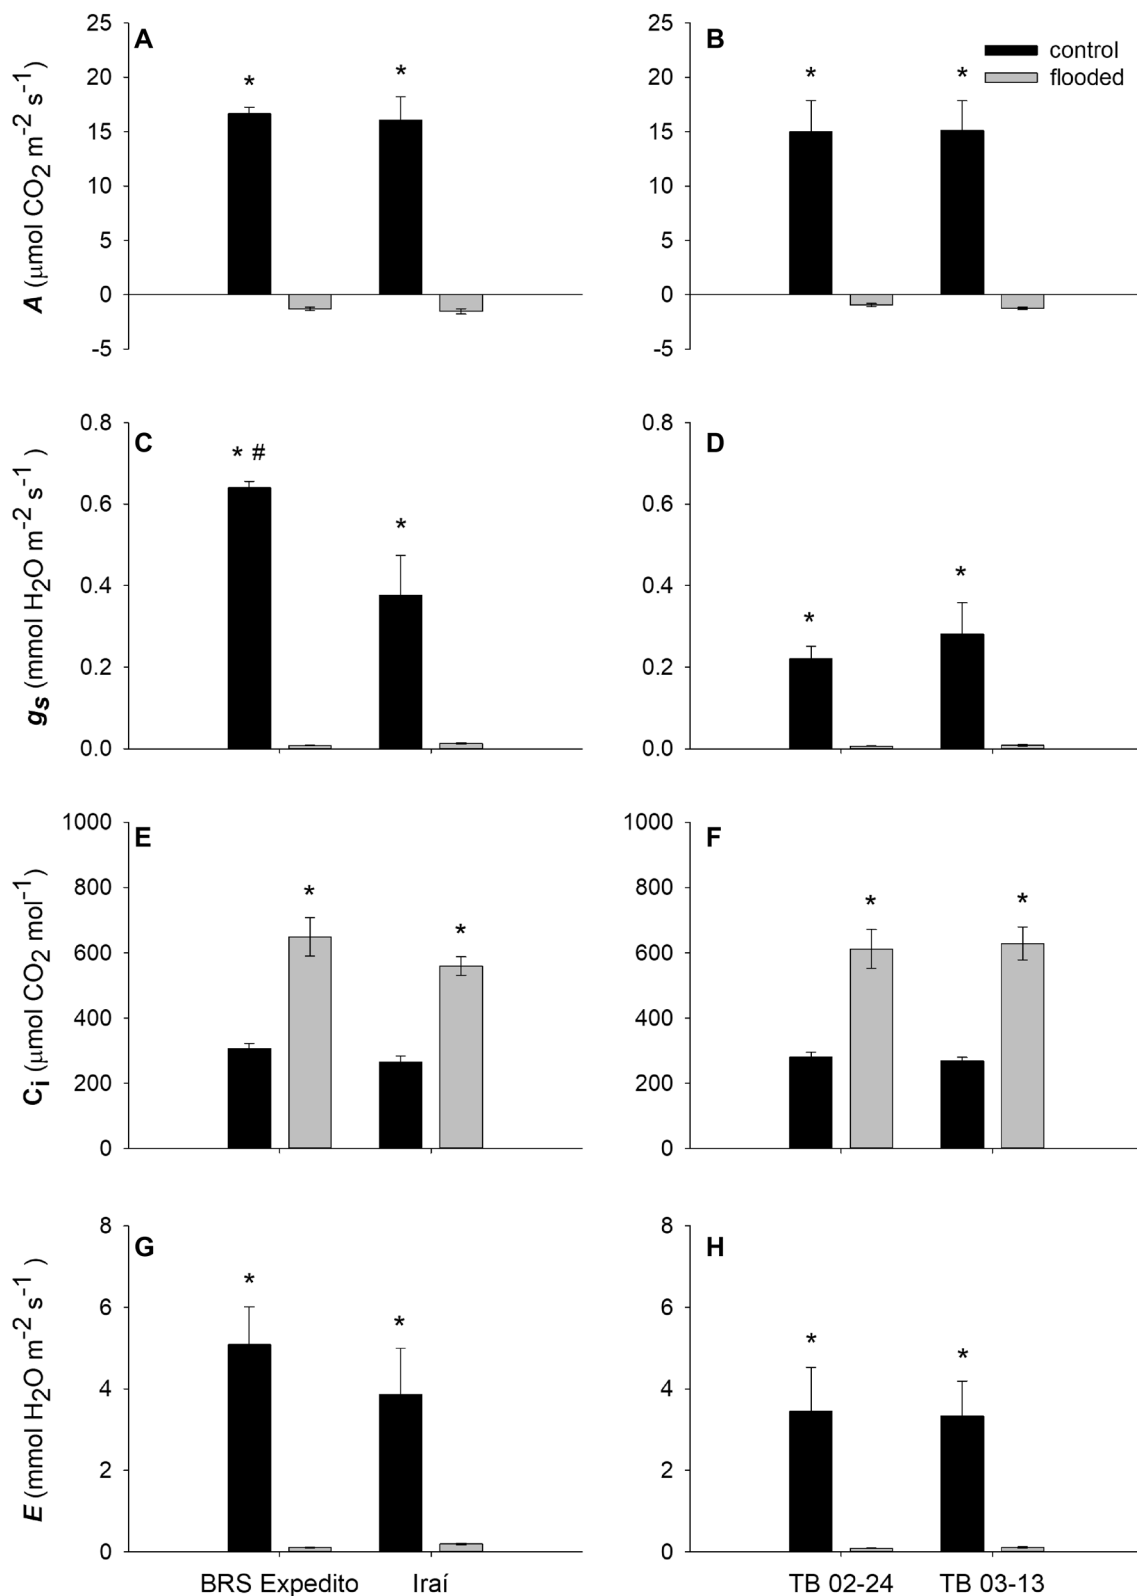 A
B
control
flooded
25
20
15
10
5
0
-5
* * * *
25
20
15
10
5
0
-5
A (μmol CO₂ m⁻² s⁻¹)
C
D
0.8
0.6
0.4
0.2
0.0
* # * * *
0.8
0.6
0.4
0.2
0.0
gs (mmol H₂O m⁻² s⁻¹)
E
F
1000
800
600
400
200
0
* * * *
1000
800
600
400
200
0
Ci (μmol CO₂ mol⁻¹)
G
H
8
6
4
2
0
* * * *
8
6
4
2
0
E (mmol H₂O m⁻² s⁻¹)
BRS Expedito Iraí TB 02-24 TB 03-13